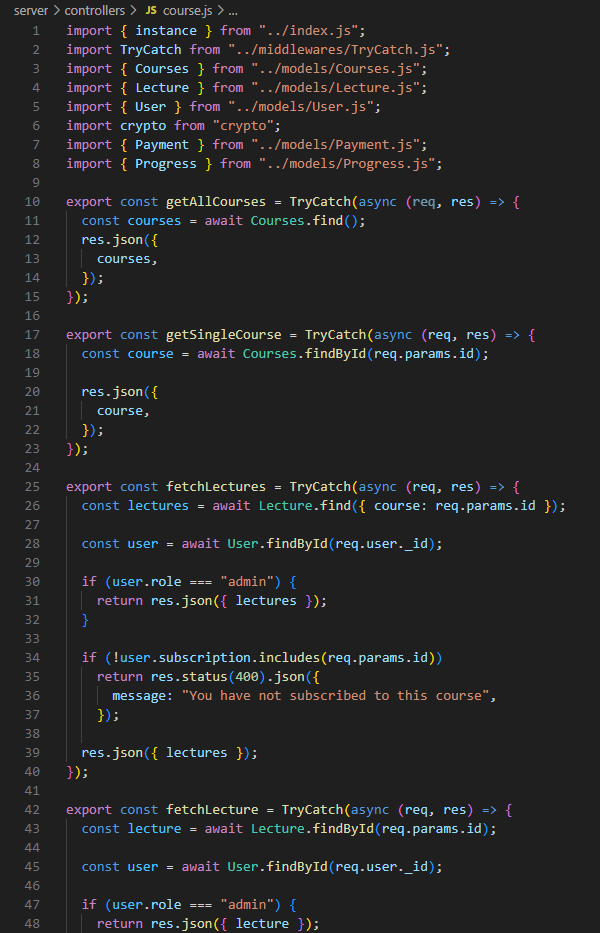 server > controllers > JS course.js > ...
1 import { instance } from "../index.js";
2 import TryCatch from "../middlewares/TryCatch.js";
3 import { Courses } from "../models/Courses.js";
4 import { Lecture } from "../models/Lecture.js";
5 import { User } from "../models/User.js";
6 import crypto from "crypto";
7 import { Payment } from "../models/Payment.js";
8 import { Progress } from "../models/Progress.js";
9
10 export const getAllCourses = TryCatch(async (req, res) => {
11   const courses = await Courses.find();
12   res.json({
13     courses,
14   });
15 });
16
17 export const getSingleCourse = TryCatch(async (req, res) => {
18   const course = await Courses.findById(req.params.id);
19
20   res.json({
21     course,
22   });
23 });
24
25 export const fetchLectures = TryCatch(async (req, res) => {
26   const lectures = await Lecture.find({ course: req.params.id });
27
28   const user = await User.findById(req.user._id);
29
30   if (user.role === "admin") {
31     return res.json({ lectures });
32   }
33
34   if (!user.subscription.includes(req.params.id))
35     return res.status(400).json({
36       message: "You have not subscribed to this course",
37     });
38
39   res.json({ lectures });
40 });
41
42 export const fetchLecture = TryCatch(async (req, res) => {
43   const lecture = await Lecture.findById(req.params.id);
44
45   const user = await User.findById(req.user._id);
46
47   if (user.role === "admin") {
48     return res.json({ lecture });